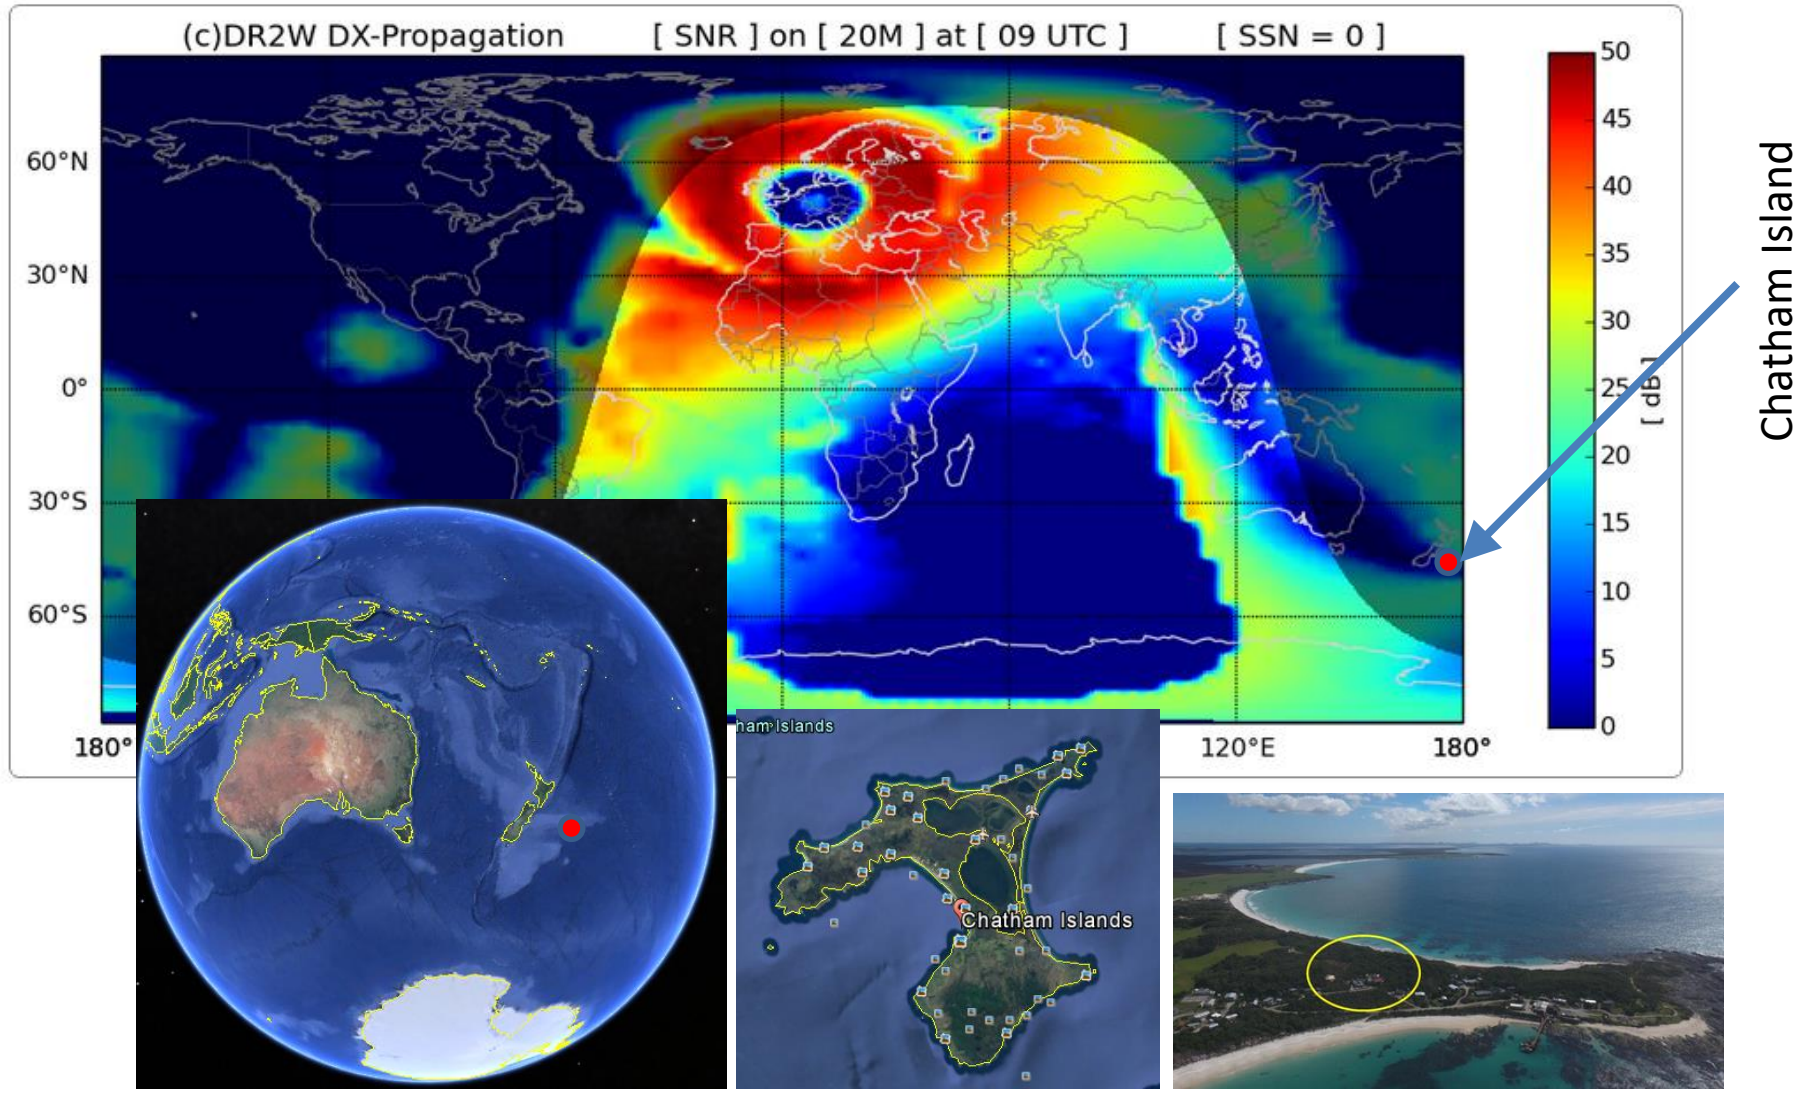 (c)DR2W DX-Propagation [ SNR ] on [ 20M ] at [ 09 UTC ] [ SSN = 0 ]
60°N
30°N
0°
30°S
60°S
180°
120°E
180°
50
45
40
35
30
25
20
15
10
5
0
[ dB ]
Chatham Island
ham Islands
Chatham Islands